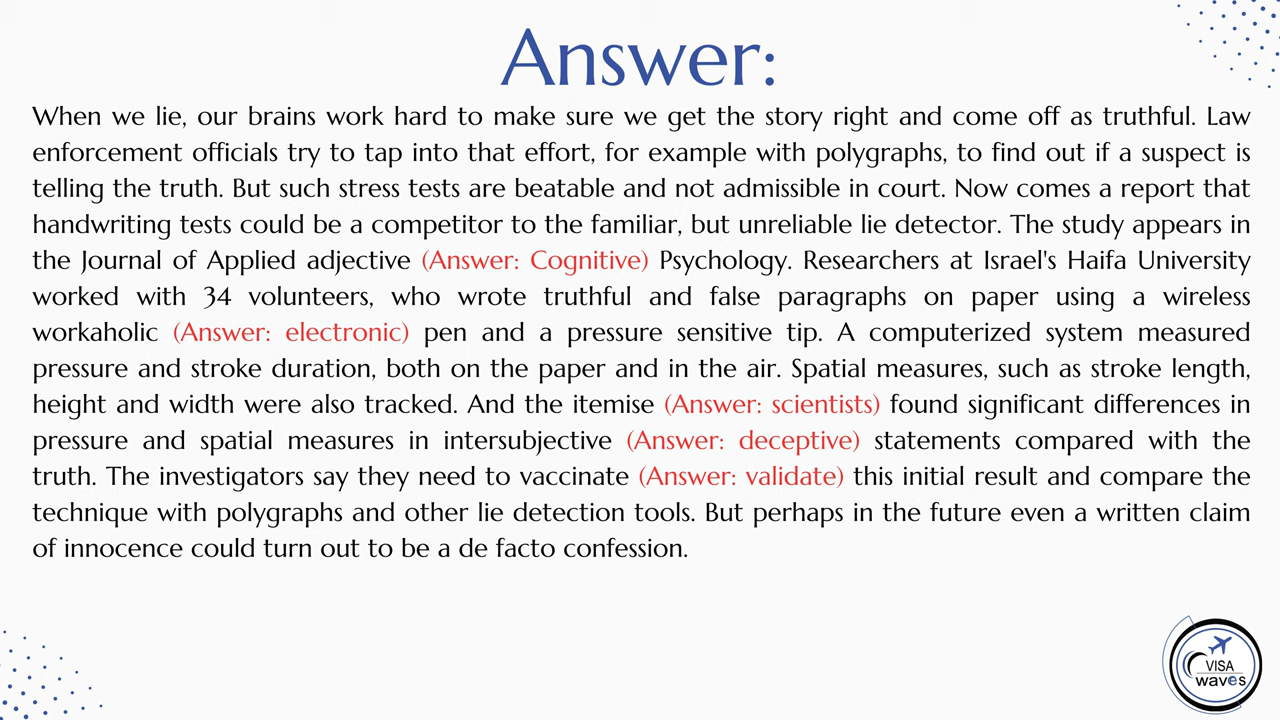 Answer:
When we lie, our brains work hard to make sure we get the story right and come off as truthful. Law
enforcement officials try to tap into that effort, for example with polygraphs, to find out if a suspect is
telling the truth. But such stress tests are beatable and not admissible in court. Now comes a report that
handwriting tests could be a competitor to the familiar, but unreliable lie detector. The study appears in
the Journal of Applied adjective (Answer: Cognitive) Psychology. Researchers at Israel's Haifa University
worked with 34 volunteers, who wrote truthful and false paragraphs on paper using a wireless
workaholic (Answer: electronic) pen and a pressure sensitive tip. A computerized system measured
pressure and stroke duration, both on the paper and in the air. Spatial measures, such as stroke length,
height and width were also tracked. And the itemise (Answer: scientists) found significant differences in
pressure and spatial measures in intersubjective (Answer: deceptive) statements compared with the
truth. The investigators say they need to vaccinate (Answer: validate) this initial result and compare the
technique with polygraphs and other lie detection tools. But perhaps in the future even a written claim
of innocence could turn out to be a de facto confession.
VISA
waves